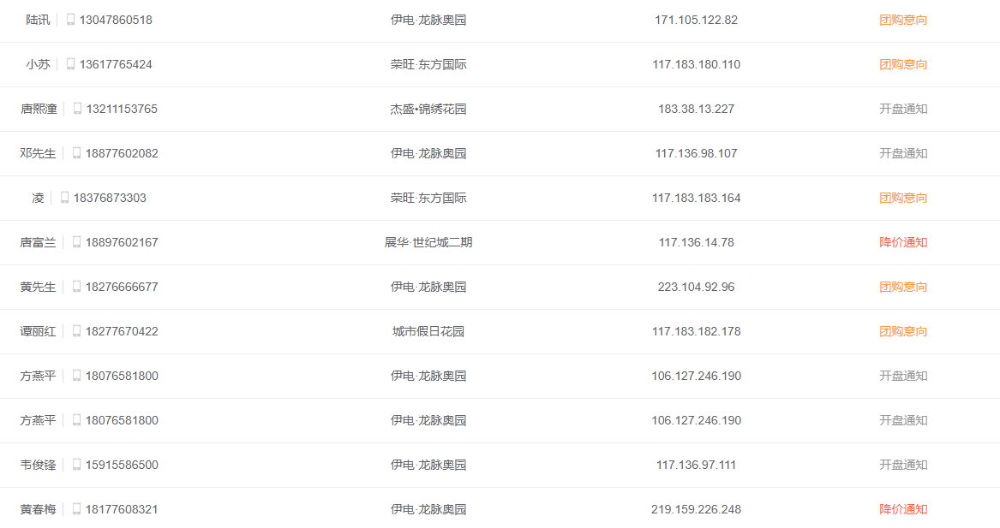 陆讯 13047860518 伊电·龙脉奥园 171.105.122.82 团购意向
小苏 13617765424 荣旺·东方国际 117.183.180.110 团购意向
唐熙潼 13211153765 杰盛•锦绣花园 183.38.13.227 开盘通知
邓先生 18877602082 伊电·龙脉奥园 117.136.98.107 开盘通知
凌 18376873303 荣旺·东方国际 117.183.183.164 团购意向
唐富兰 18897602167 展华·世纪城二期 117.136.14.78 降价通知
黄先生 18276666677 伊电·龙脉奥园 223.104.92.96 团购意向
谭丽红 18277670422 城市假日花园 117.183.182.178 团购意向
方燕平 18076581800 伊电·龙脉奥园 106.127.246.190 开盘通知
方燕平 18076581800 伊电·龙脉奥园 106.127.246.190 开盘通知
韦俊锋 15915586500 伊电·龙脉奥园 117.136.97.111 开盘通知
黄春梅 18177608321 伊电·龙脉奥园 219.159.226.248 降价通知